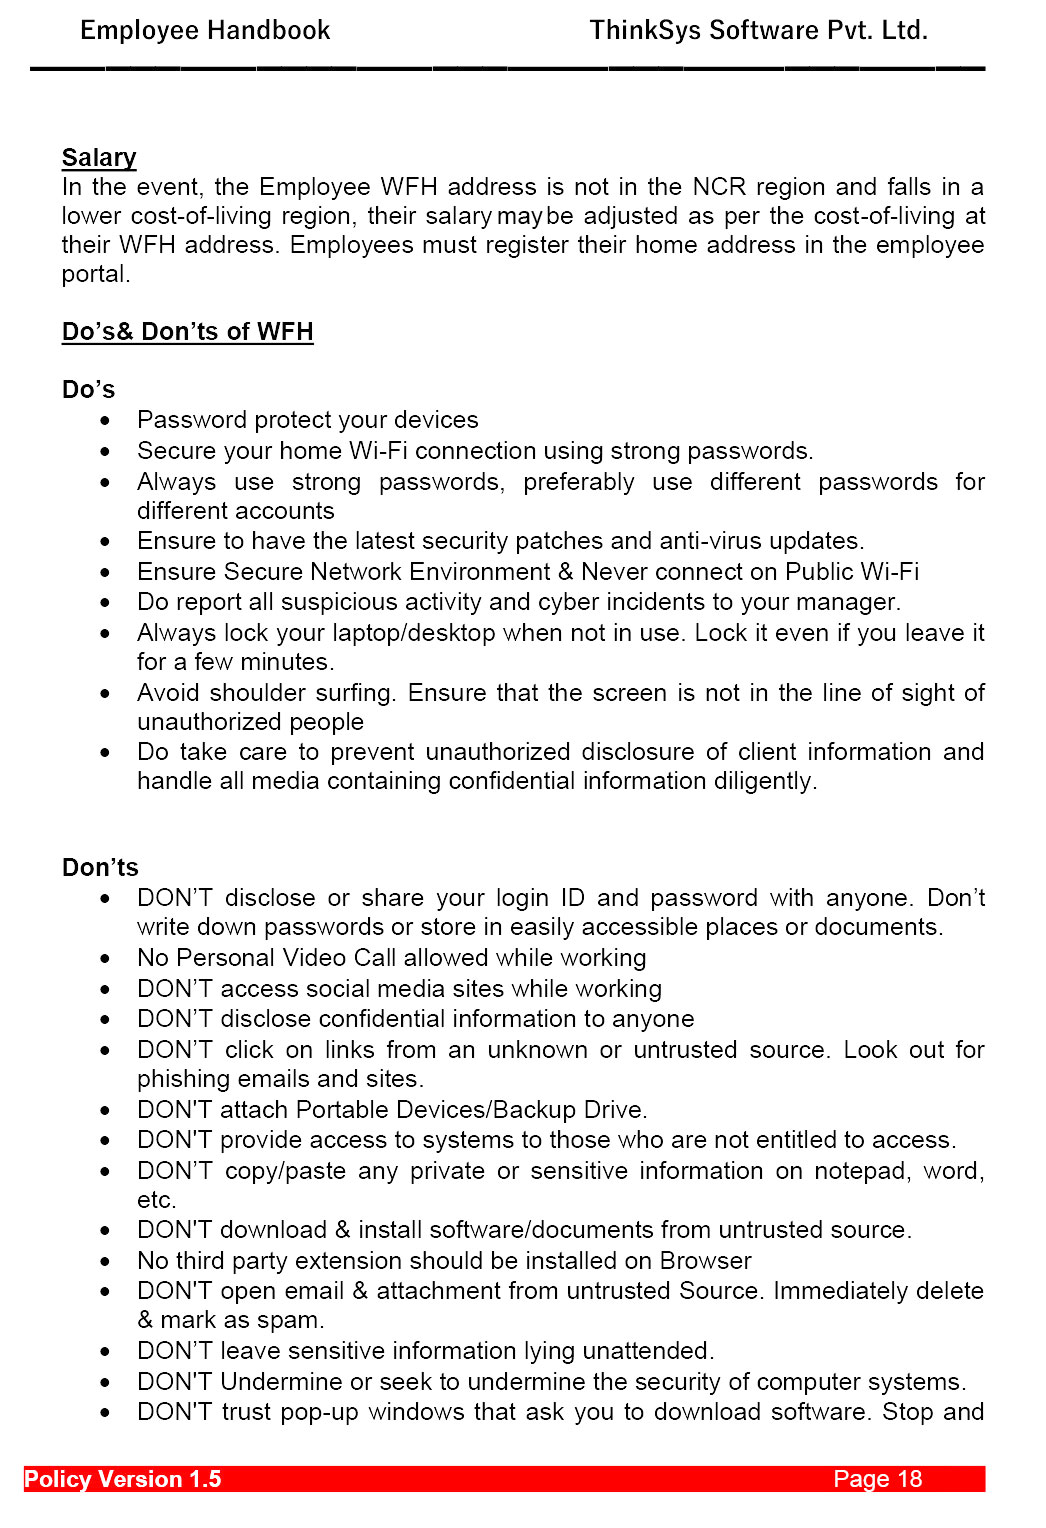 Employee Handbook ThinkSys Software Pvt. Ltd.
Salary
In the event, the Employee WFH address is not in the NCR region and falls in a
lower cost-of-living region, their salary may be adjusted as per the cost-of-living at
their WFH address. Employees must register their home address in the employee
portal.
Do’s& Don’ts of WFH
Do’s
• Password protect your devices
• Secure your home Wi-Fi connection using strong passwords.
• Always use strong passwords, preferably use different passwords for
different accounts
• Ensure to have the latest security patches and anti-virus updates.
• Ensure Secure Network Environment & Never connect on Public Wi-Fi
• Do report all suspicious activity and cyber incidents to your manager.
• Always lock your laptop/desktop when not in use. Lock it even if you leave it
for a few minutes.
• Avoid shoulder surfing. Ensure that the screen is not in the line of sight of
unauthorized people
• Do take care to prevent unauthorized disclosure of client information and
handle all media containing confidential information diligently.
Don’ts
• DON’T disclose or share your login ID and password with anyone. Don’t
write down passwords or store in easily accessible places or documents.
• No Personal Video Call allowed while working
• DON’T access social media sites while working
• DON’T disclose confidential information to anyone
• DON’T click on links from an unknown or untrusted source. Look out for
phishing emails and sites.
• DON'T attach Portable Devices/Backup Drive.
• DON'T provide access to systems to those who are not entitled to access.
• DON’T copy/paste any private or sensitive information on notepad, word,
etc.
• DON'T download & install software/documents from untrusted source.
• No third party extension should be installed on Browser
• DON'T open email & attachment from untrusted Source. Immediately delete
& mark as spam.
• DON’T leave sensitive information lying unattended.
• DON'T Undermine or seek to undermine the security of computer systems.
• DON'T trust pop-up windows that ask you to download software. Stop and
Policy Version 1.5 Page 18